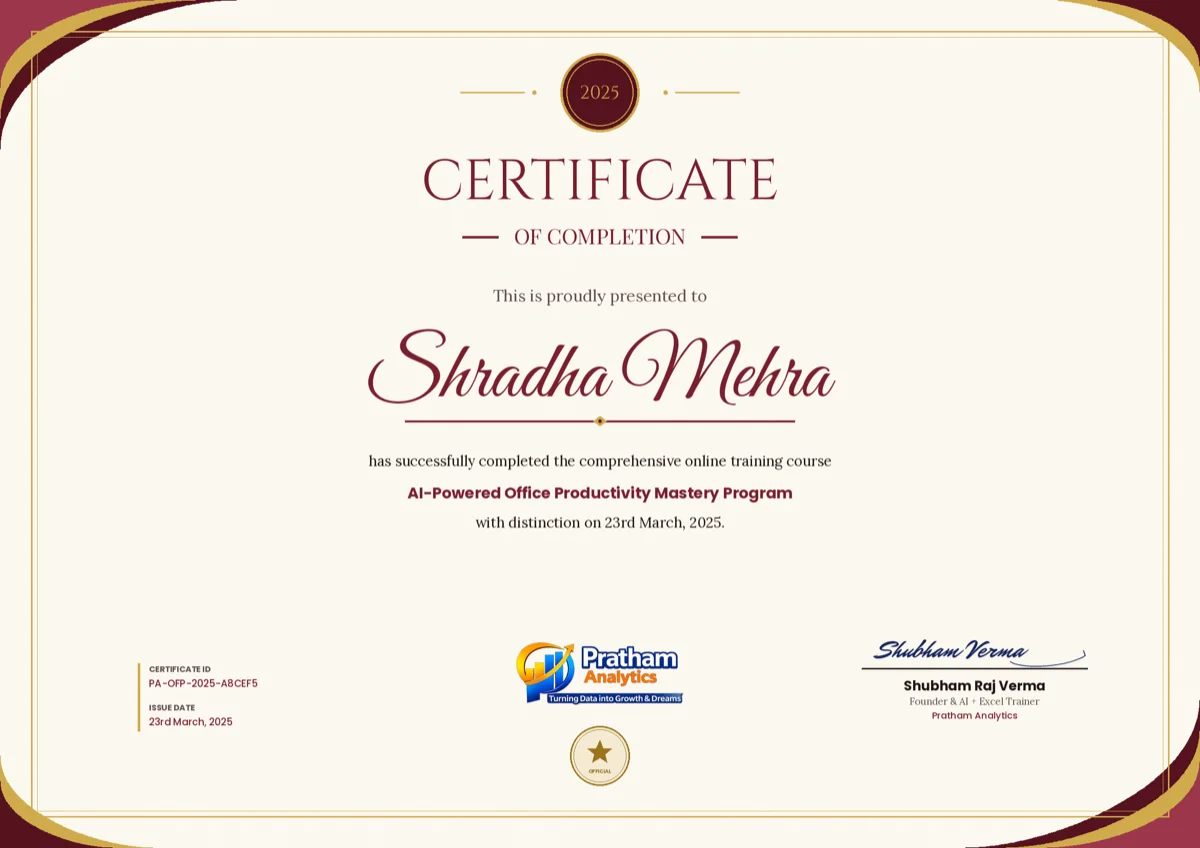 2025
CERTIFICATE
OF COMPLETION
This is proudly presented to
Shradha Mehra
has successfully completed the comprehensive online training course
AI-Powered Office Productivity Mastery Program
with distinction on 23rd March, 2025.
CERTIFICATE ID
PA-OFP-2025-A8CEF5
ISSUE DATE
23rd March, 2025
Pratham
Analytics
Turning Data into Growth & Dreams
OFFICIAL
Shubham Verma
Shubham Raj Verma
Founder & AI + Excel Trainer
Pratham Analytics